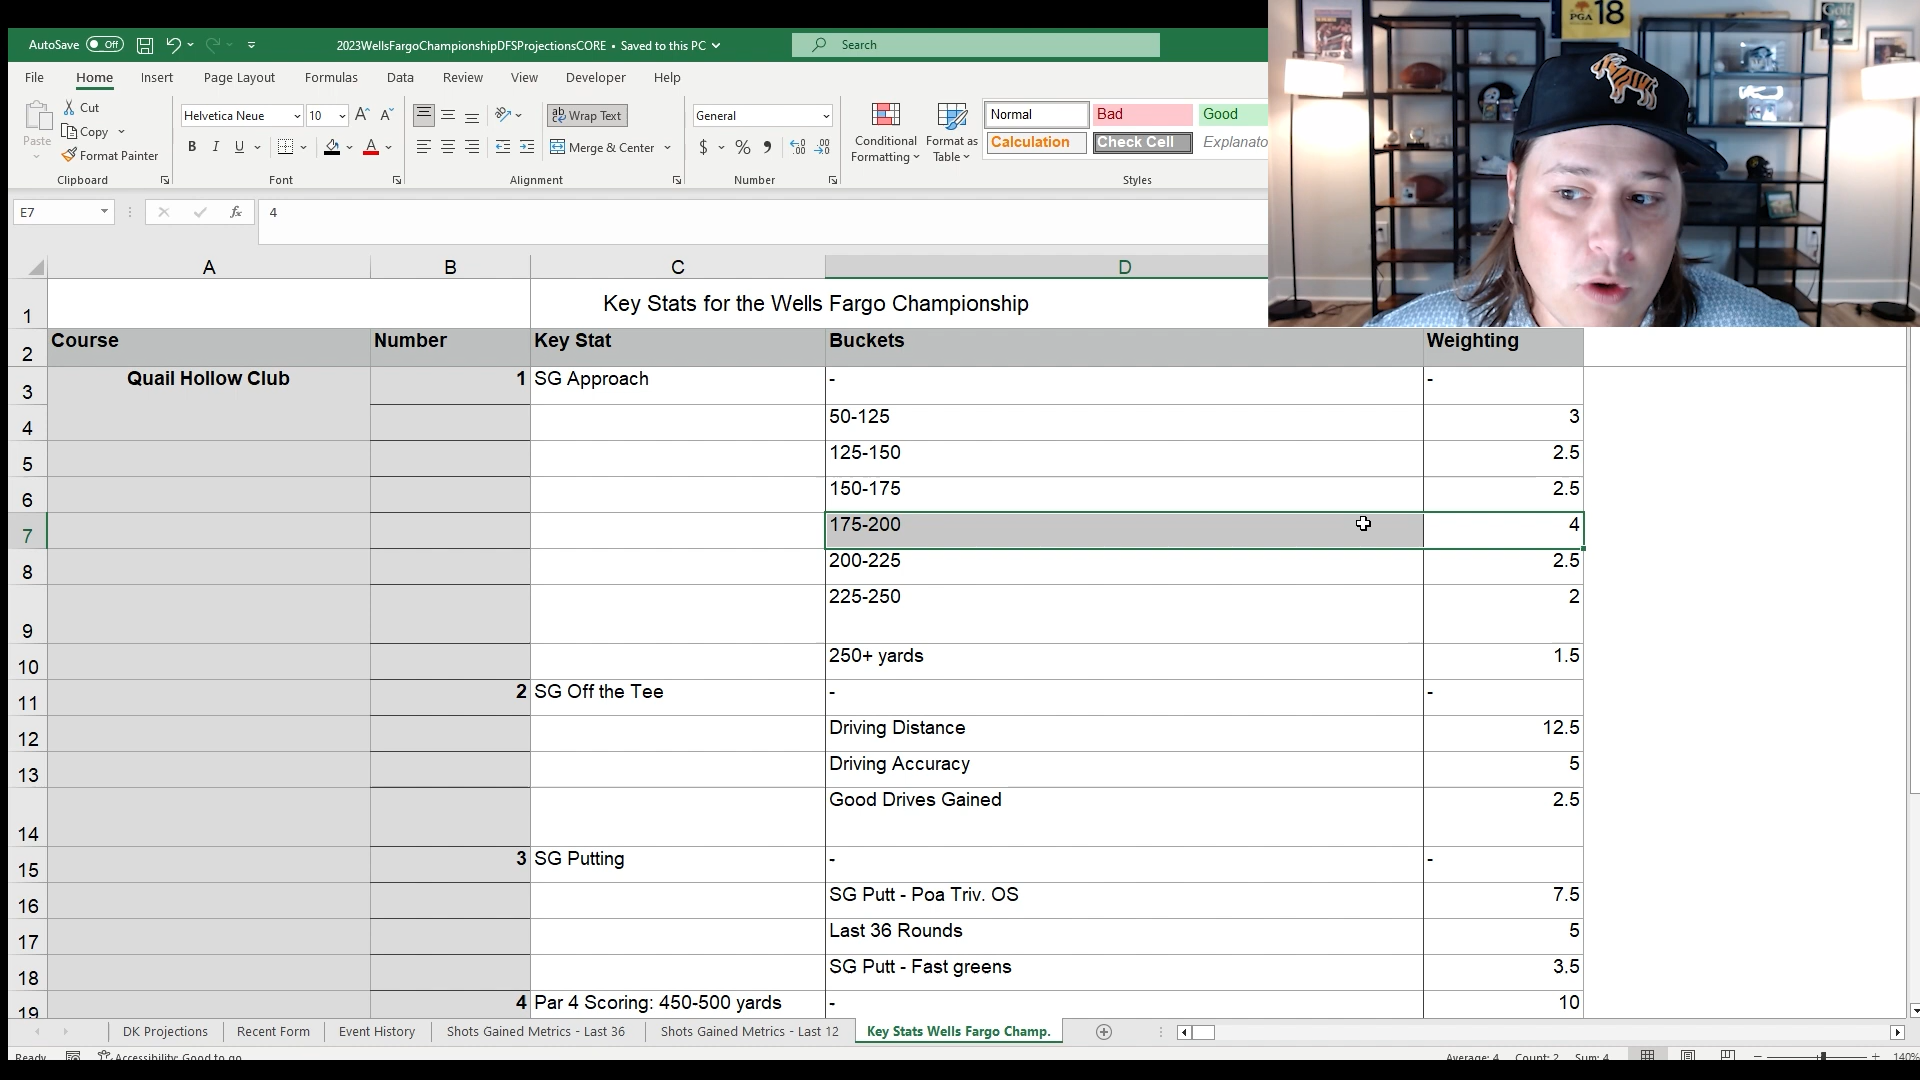 AutoSave Off 2023WellsFargoChampionshipDFSProjectionsCORE • Saved to this PC Search
PGA 18
File Home Insert Page Layout Formulas Data Review View Developer Help
Cut
Copy
Format Painter
Paste
Helvetica Neue 10
B I U
Wrap Text
Merge & Center
General
$ %
Conditional Formatting
Format as Table
Normal Bad Good
Calculation Check Cell Explanato
Clipboard Font Alignment Number Styles
E7 fx 4
A B C D
1 Key Stats for the Wells Fargo Championship
2 Course Number Key Stat Buckets Weighting
3 Quail Hollow Club 1 SG Approach - -
4 50-125 3
5 125-150 2.5
6 150-175 2.5
7 175-200 4
8 200-225 2.5
9 225-250 2
10 250+ yards 1.5
11 2 SG Off the Tee - -
12 Driving Distance 12.5
13 Driving Accuracy 5
14 Good Drives Gained 2.5
15 3 SG Putting - -
16 SG Putt - Poa Triv. OS 7.5
17 Last 36 Rounds 5
18 SG Putt - Fast greens 3.5
19 4 Par 4 Scoring: 450-500 yards - 10
DK Projections Recent Form Event History Shots Gained Metrics - Last 36 Shots Gained Metrics - Last 12 Key Stats Wells Fargo Champ.
Ready Accessibility: Good to go Average: 4 Count: 2 Sum: 4 140%